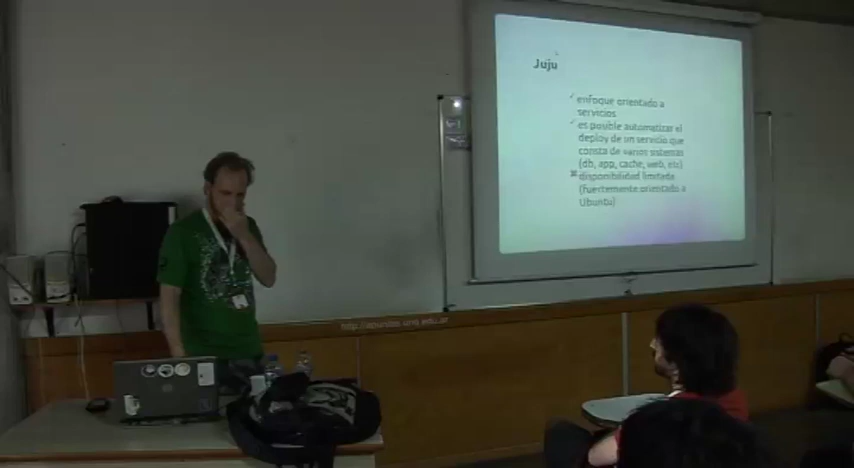 Juju
✓ enfoque orientado a
servicios
✓ es posible automatizar el
deploy de un servicio que
consta de varios sistemas
(db, app, cache, web, etc)
✖ disponibilidad limitada
(fuertemente orientado a
Ubuntu)